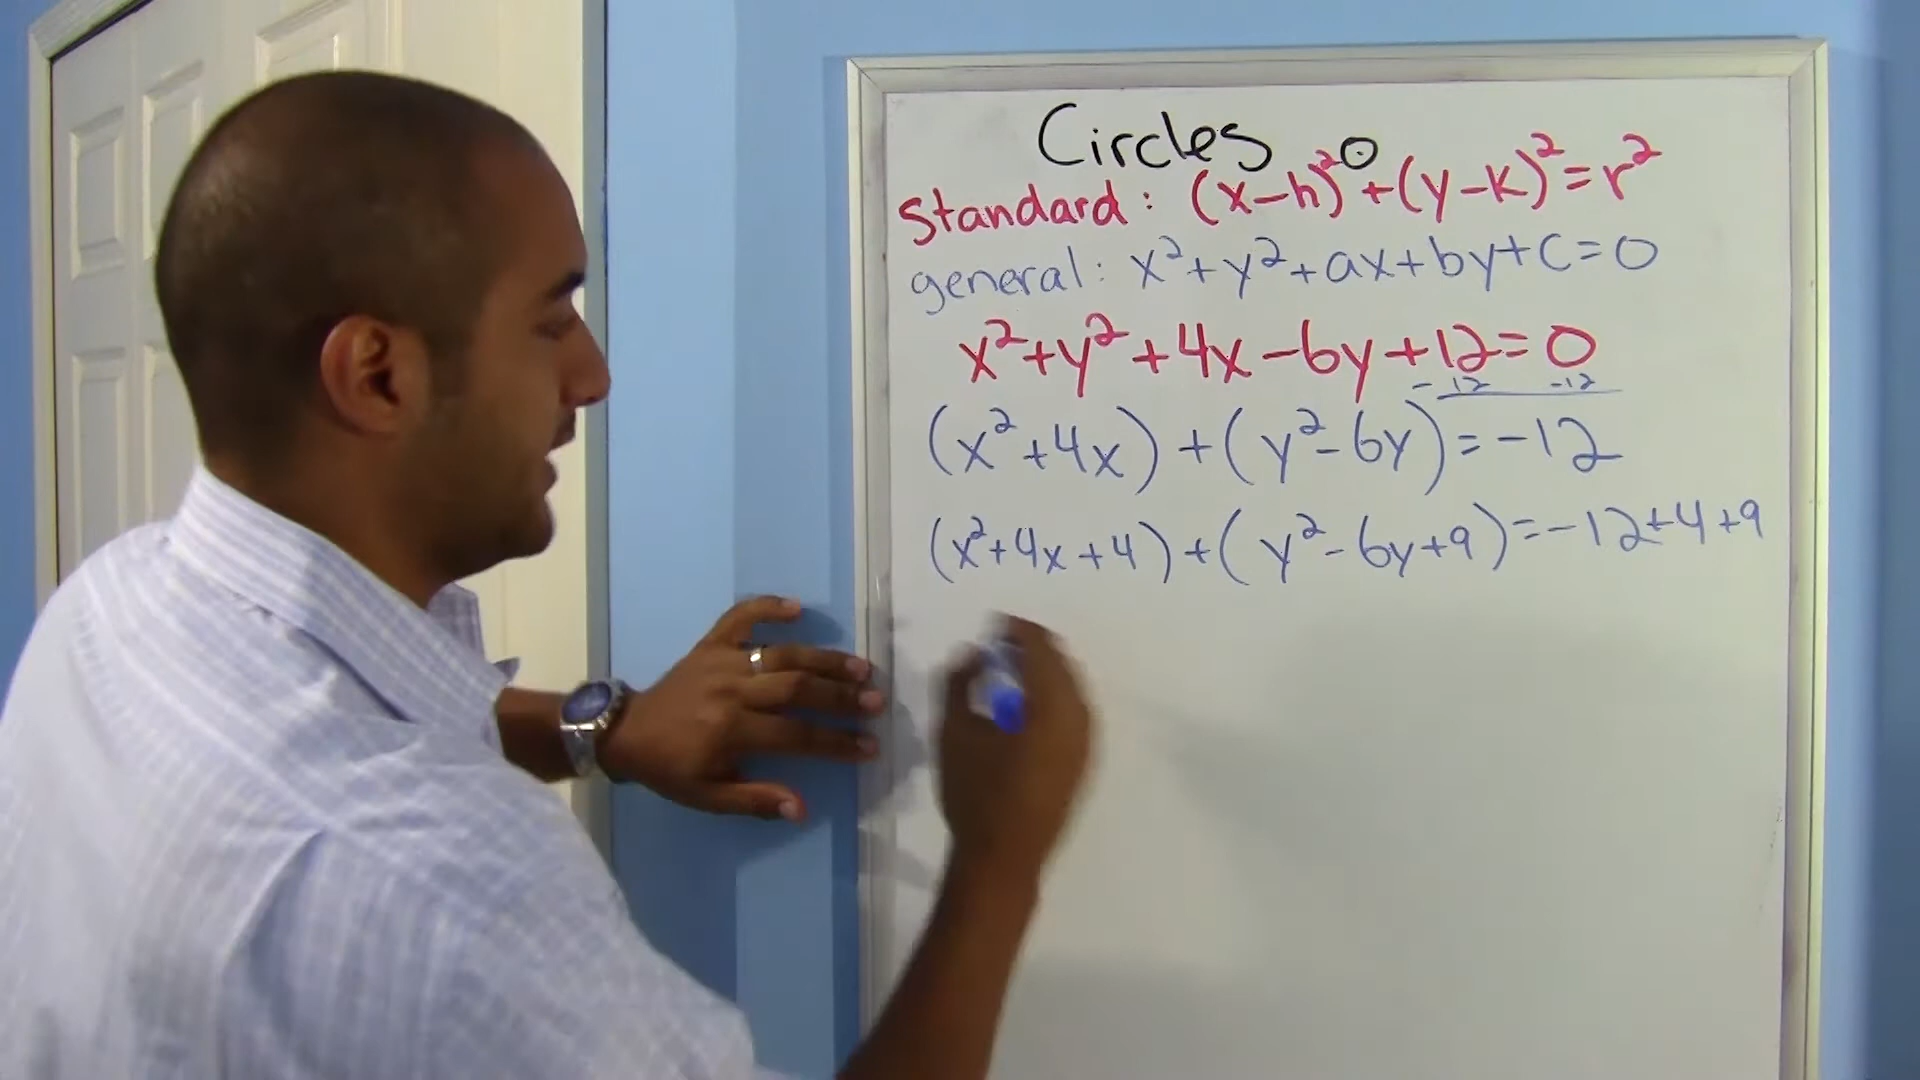 Circles
Standard: (x-h)²+(y-k)²=r²
general: x²+y²+ax+by+c=0
x²+y²+4x-6y+12=0
-12 -12
(x²+4x)+(y²-6y)=-12
(x²+4x+4)+(y²-6y+9)=-12+4+9